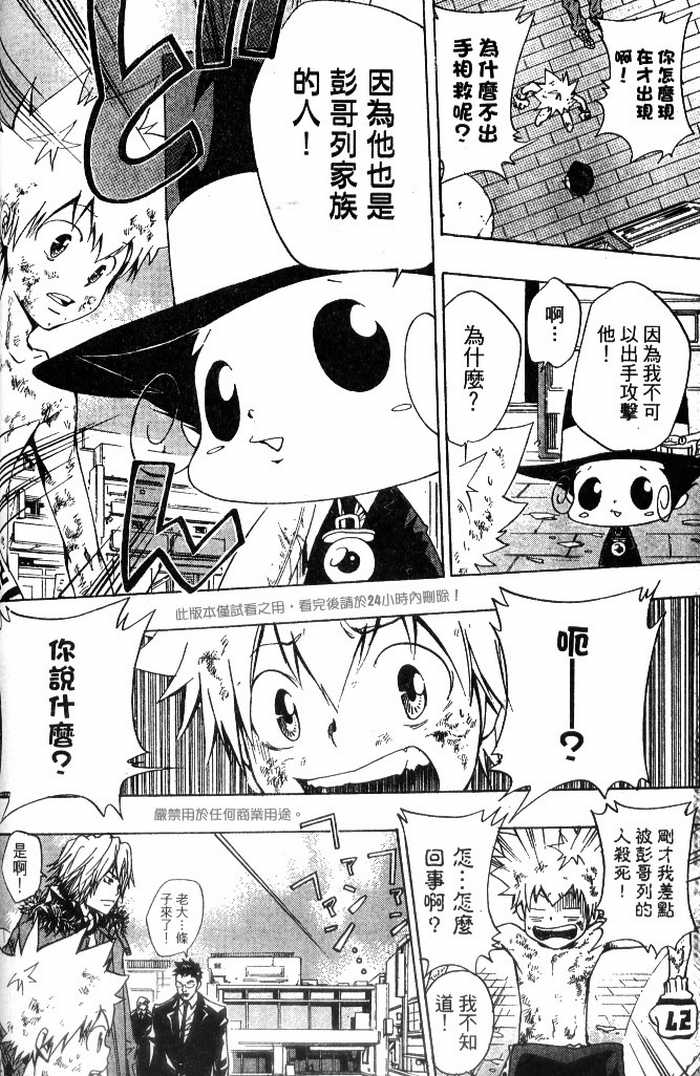 你怎麼現
在才出現
啊！
為什麼不出
手相救呢？
因為他也是
彭哥列家族
的人！
因為我不可
以出手攻擊
他！
啊…
為什麼？
此版本僅試看之用，看完後請於24小時內刪除！
呃—？
你說什麼？
嚴禁用於任何商業用途。
剛才我差點
被彭哥列的
人殺死！
怎…怎麼
回事啊？
我不知
道！
老大…條
子來了！
是啊！